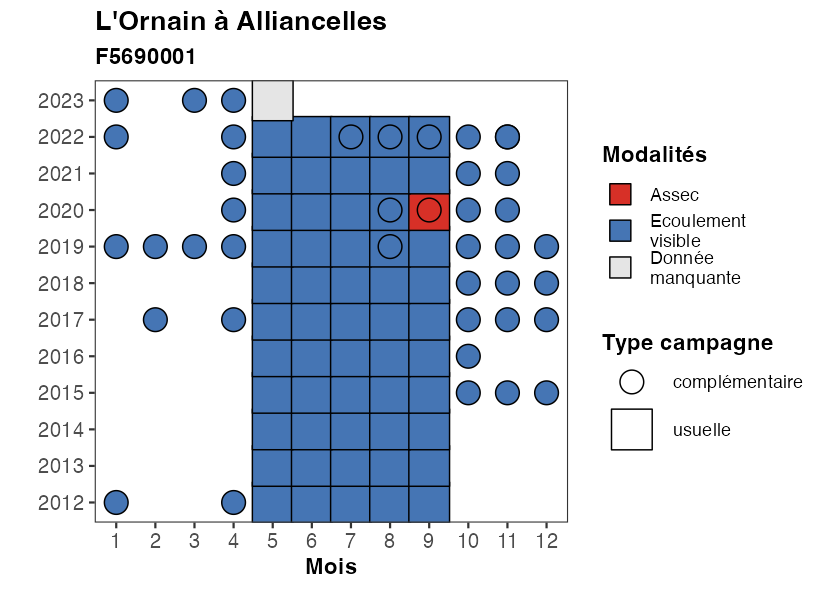 L'Ornain à Alliancelles
F5690001
2023
2022
2021
2020
2019
2018
2017
2016
2015
2014
2013
2012
1 2 3 4 5 6 7 8 9 10 11 12
Mois
Modalités
Assec
Ecoulement
visible
Donnée
manquante
Type campagne
complémentaire
usuelle